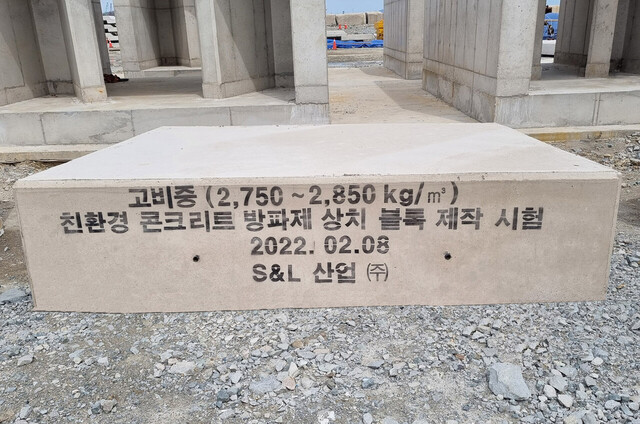 고비중 (2,750 ~ 2,850 kg/㎥)
친환경 콘크리트 방파제 상치 블록 제작 시험
2022. 02.08
S&L 산업 ㈜